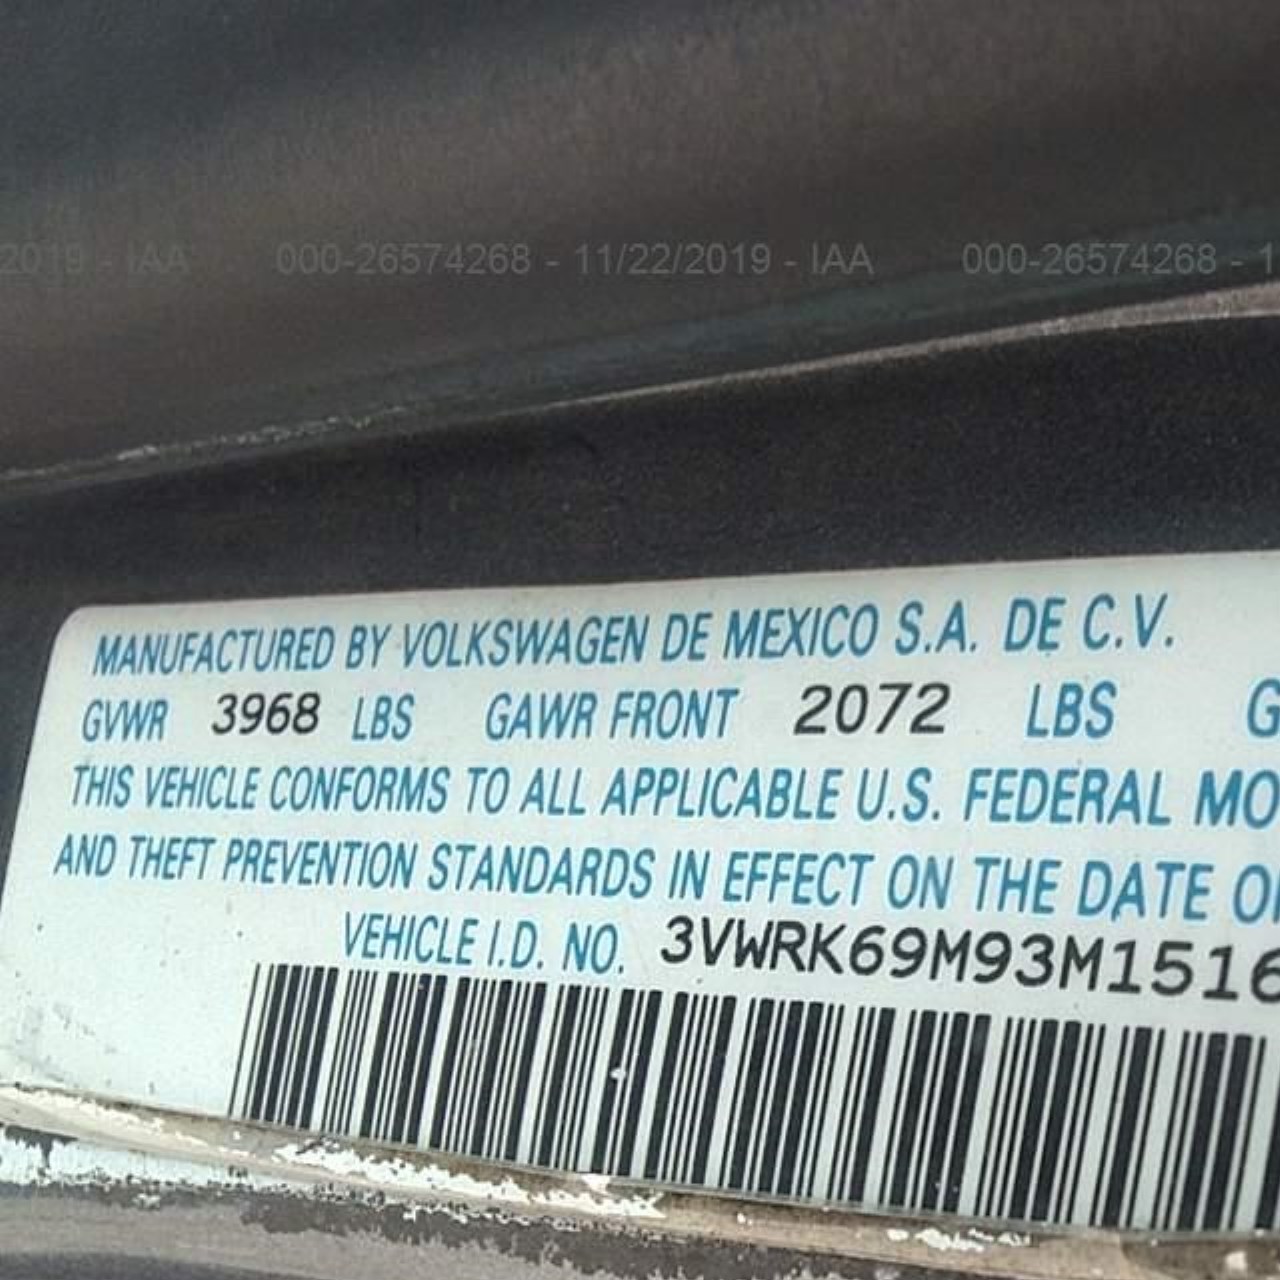 2019 - IAA 000-26574268 - 11/22/2019 - IAA 000-26574268 - 1
MANUFACTURED BY VOLKSWAGEN DE MEXICO S.A. DE C.V.
GVWR 3968 LBS GAWR FRONT 2072 LBS G
THIS VEHICLE CONFORMS TO ALL APPLICABLE U.S. FEDERAL MO
AND THEFT PREVENTION STANDARDS IN EFFECT ON THE DATE O
VEHICLE I.D. NO. 3VWRK69M93M1516